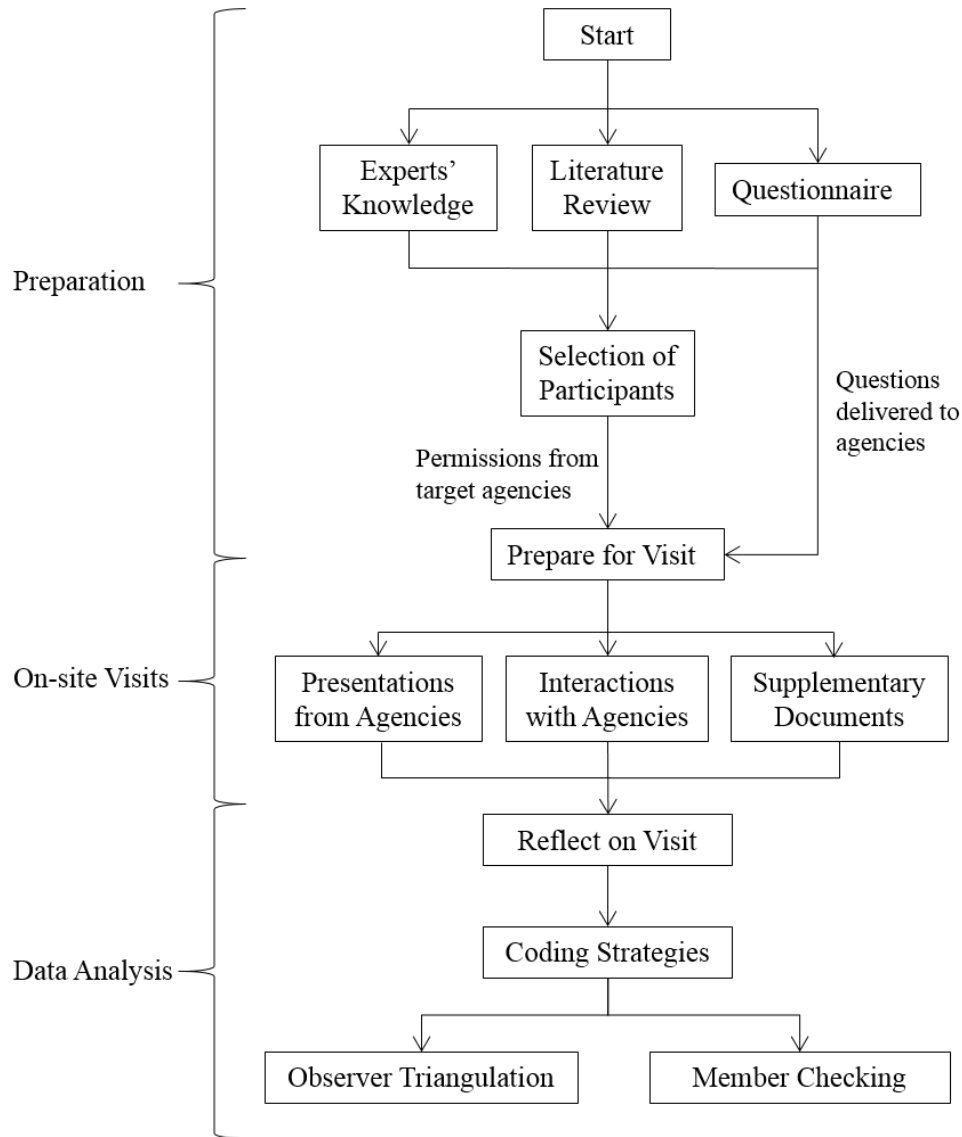 Start
Experts'
Knowledge
Literature
Review
Questionnaire
Preparation
Selection of
Participants
Questions
delivered to
agencies
Permissions from
target agencies
Prepare for Visit
On-site Visits
Presentations
from Agencies
Interactions
with Agencies
Supplementary
Documents
Reflect on Visit
Coding Strategies
Data Analysis
Observer Triangulation
Member Checking